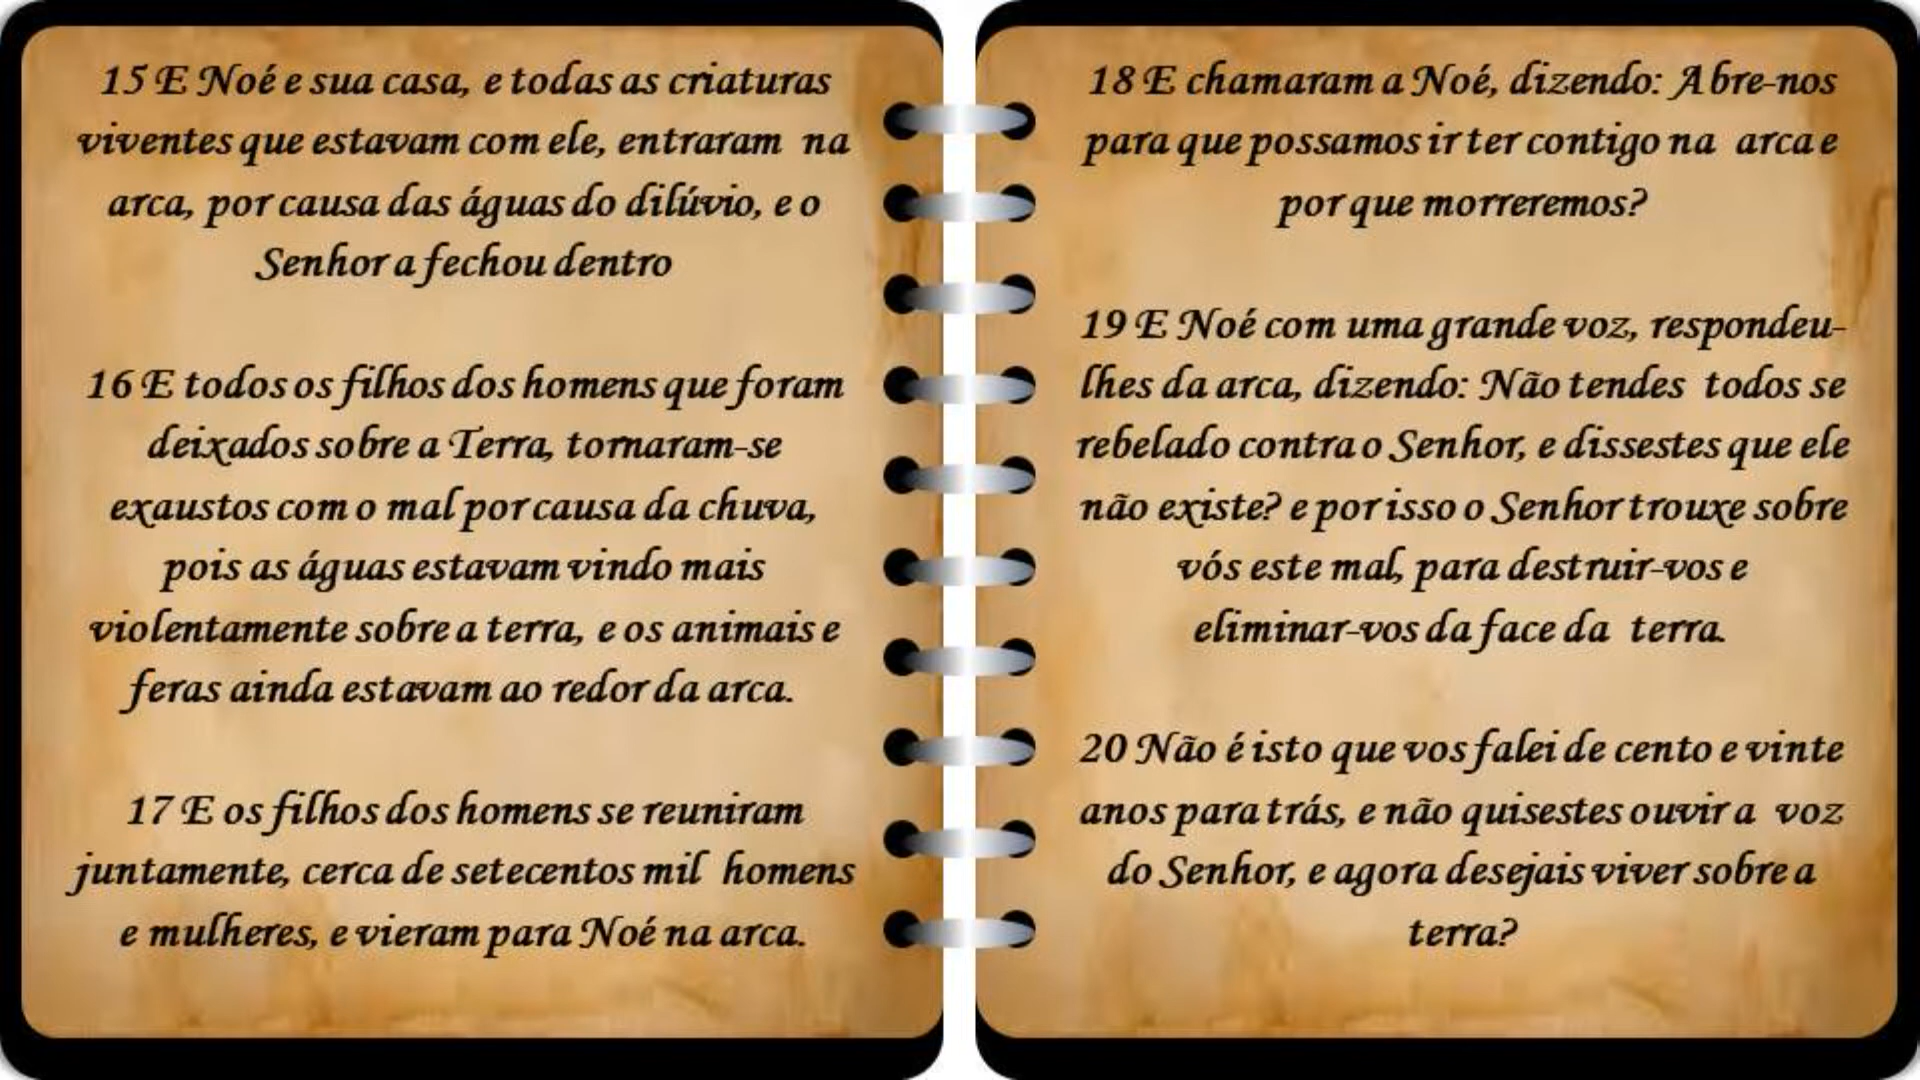 15 E Noé e sua casa, e todas as criaturas
viventes que estavam com ele, entraram na
arca, por causa das águas do dilúvio, e o
Senhor a fechou dentro
16 E todos os filhos dos homens que foram
deixados sobre a Terra, tornaram-se
exaustos com o mal por causa da chuva,
pois as águas estavam vindo mais
violentamente sobre a terra, e os animais e
feras ainda estavam ao redor da arca.
17 E os filhos dos homens se reuniram
juntamente, cerca de setecentos mil homens
e mulheres, e vieram para Noé na arca.
18 E chamaram a Noé, dizendo: Abre-nos
para que possamos ir ter contigo na arca e
por que morreremos?
19 E Noé com uma grande voz, respondeu-
lhes da arca, dizendo: Não tendes todos se
rebelado contra o Senhor, e dissestes que ele
não existe? e por isso o Senhor trouxe sobre
vós este mal, para destruir-vos e
eliminar-vos da face da terra.
20 Não é isto que vos falei de cento e vinte
anos para trás, e não quisestes ouvir a voz
do Senhor, e agora desejais viver sobre a
terra?